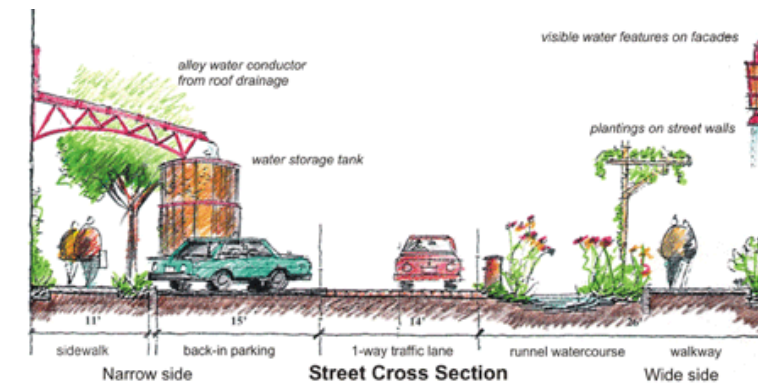 visible water features on facades
alley water conductor
from roof drainage
plantings on street walls
water storage tank
11'
15'
14'
26'
sidewalk
back-in parking
1-way traffic lane
runnel watercourse
walkway
Narrow side
Street Cross Section
Wide side